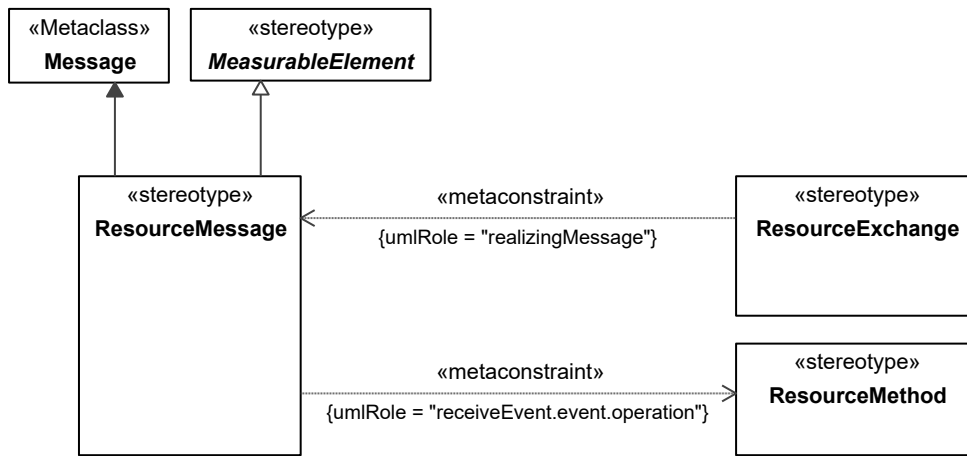 «Metaclass»
Message
«stereotype»
MeasurableElement
«stereotype»
ResourceMessage
«metaconstraint»
{umlRole = "realizingMessage"}
«stereotype»
ResourceExchange
«metaconstraint»
{umlRole = "receiveEvent.event.operation"}
«stereotype»
ResourceMethod